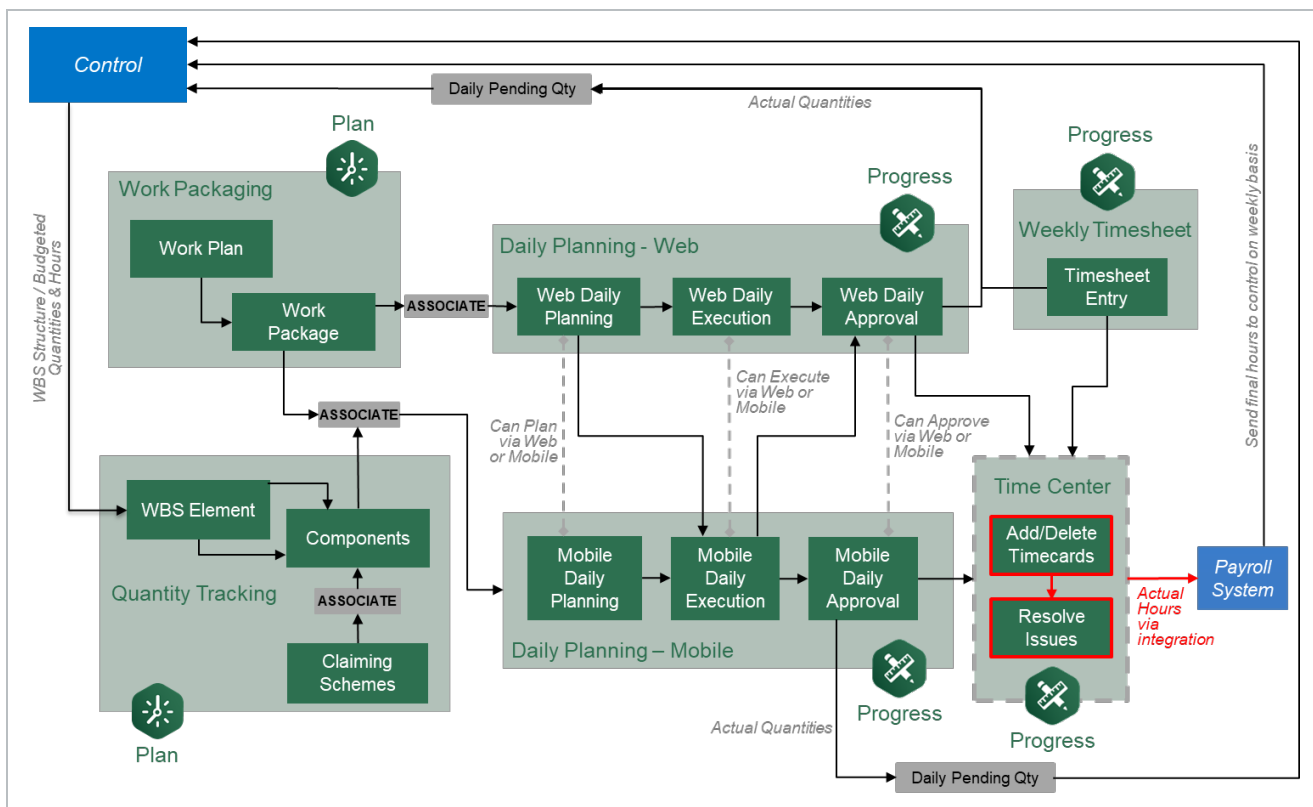 Control
Daily Pending Qty
Actual Quantities
Plan
Work Packaging
Work Plan
Work
Package
ASSOCIATE
WBS Structure / Budgeted
Quantities & Hours
Progress
Daily Planning - Web
Web Daily
Planning
Web Daily
Execution
Web Daily
Approval
Progress
Weekly Timesheet
Timesheet
Entry
Send final hours to control on weekly basis
Can Plan
via Web
or Mobile
Can Execute
via Web or
Mobile
Can Approve
via Web or
Mobile
ASSOCIATE
WBS Element
Components
Quantity Tracking
ASSOCIATE
Claiming
Schemes
Plan
Mobile
Daily
Planning
Mobile
Daily
Execution
Mobile
Daily
Approval
Daily Planning – Mobile
Progress
Time Center
Add/Delete
Timecards
Resolve
Issues
Progress
Actual
Hours
via
integration
Payroll
System
Actual Quantities
Daily Pending Qty